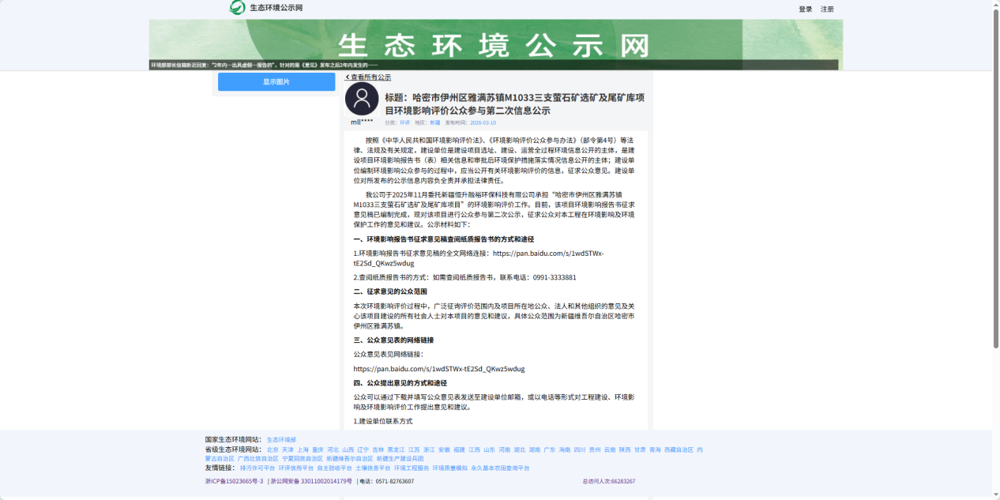 生态环境公示网
登录 注册
生态环境公示网
环境部部长信箱新近回复：“2年内…出具虚假…报告的”，针对的是《意见》发布之后2年内发生的……
显示图片
查看所有公示
标题：哈密市伊州区雅满苏镇M1033三支萤石矿选矿及尾矿库项
目环境影响评价公众参与第二次信息公示
mll****
分类：环评 地区：新疆 发布时间：2026-03-10
按照《中华人民共和国环境影响评价法》、《环境影响评价公众参与办法》（部令第4号）等法
律、法规及有关规定，建设单位是建设项目选址、建设、运营全过程环境信息公开的主体，是建
设项目环境影响报告书（表）相关信息和审批后环境保护措施落实情况信息公开的主体；建设单
位编制环境影响公众参与的过程中，应当公开有关环境影响评价的信息，征求公众意见。建设单
位对所发布的公示信息内容负全责并承担法律责任。
我公司于2025年11月委托新疆恒升融裕环保科技有限公司承担“哈密市伊州区雅满苏镇
M1033三支萤石矿选矿及尾矿库项目”的环境影响评价工作。目前，该项目环境影响报告书征求
意见稿已编制完成，现对该项目进行公众参与第二次公示，征求公众对本工程在环境影响及环境
保护工作的意见和建议。公示材料如下：
一、环境影响报告书征求意见稿查阅纸质报告书的方式和途径
1.环境影响报告书征求意见稿的全文网络连接：https://pan.baidu.com/s/1wdSTWx-
tE2Sd_QKwz5wdug
2.查阅纸质报告书的方式：如需查阅纸质报告书，联系电话：0991-3333881
二、征求意见的公众范围
本次环境影响评价过程中，广泛征询评价范围内及项目所在地公众、法人和其他组织的意见及关
心该项目建设的所有社会人士对本项目的意见和建议，具体公众范围为新疆维吾尔自治区哈密市
伊州区雅满苏镇。
三、公众意见表的网络链接
公众意见表见网络链接：
https://pan.baidu.com/s/1wdSTWx-tE2Sd_QKwz5wdug
四、公众提出意见的方式和途径
公众可以通过下载并填写公众意见表发送至建设单位邮箱，或以电话等形式对工程建设、环境影
响及环境影响评价工作提出意见和建议。
1.建设单位联系方式
国家生态环境网站： 生态环境部
省级生态环境网站： 北京 天津 上海 重庆 河北 山西 辽宁 吉林 黑龙江 江苏 浙江 安徽 福建 江西 山东 河南 湖北 湖南 广东 海南 四川 贵州 云南 陕西 甘肃 青海 西藏自治区 内
蒙古自治区 广西壮族自治区 宁夏回族自治区 新疆维吾尔自治区 新疆生产建设兵团
友情链接： 排污许可平台 环评信用平台 自主验收平台 土壤信息平台 环境工程服务 环境质量模拟 永久基本农田查询平台
浙ICP备15023665号-3 | 浙公网安备 33011002014179号 | 电话：0571-82763607 总访问人次:66283267